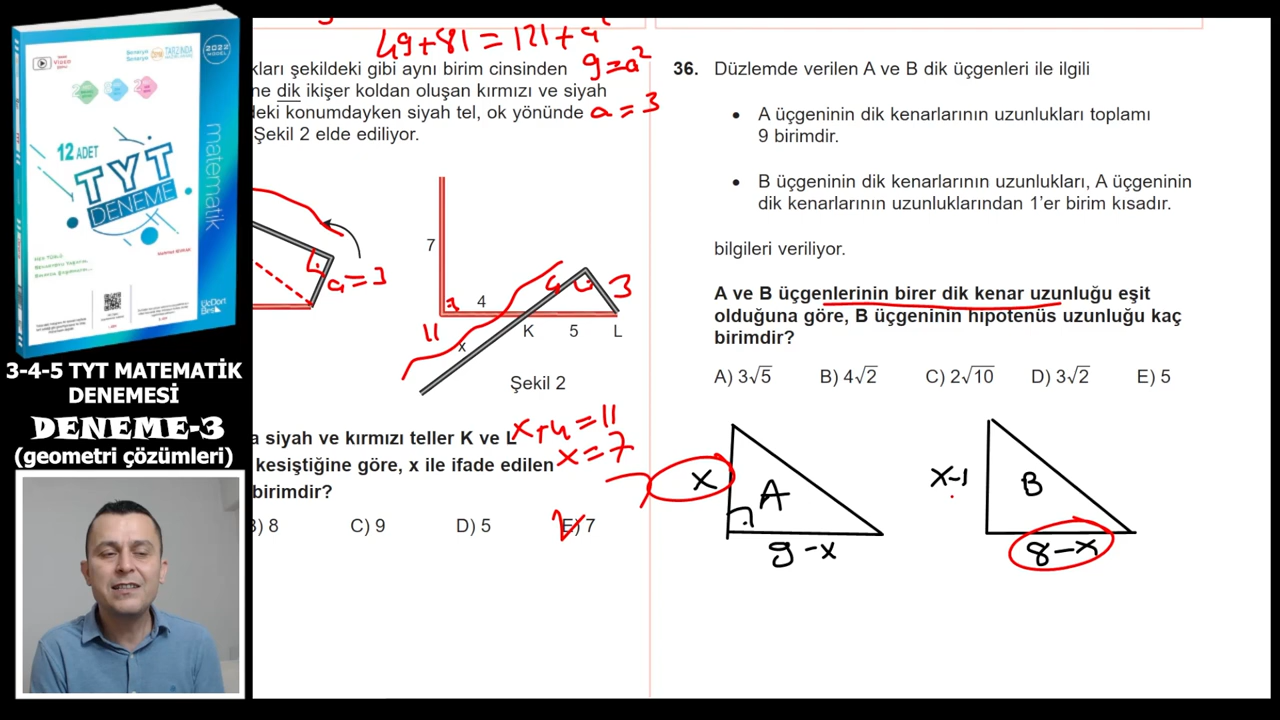 2022
MODEL
Video
TARZINDA
matematik
12 ADET
TYT
DENEME
ÜçDört
Beş
3-4-5 TYT MATEMATİK
DENEMESİ
DENEME-3
(geometri çözümleri)
49+81=121+a²
9=a²
a=3
kları şekildeki gibi aynı birim cinsinden
ne dik ikişer koldan oluşan kırmızı ve siyah
deki konumdayken siyah tel, ok yönünde
Şekil 2 elde ediliyor.
a=3
7
4
11
x
K
5
L
3
Şekil 2
x+4=11
x=7
a siyah ve kırmızı teller K ve L
kesiştiğine göre, x ile ifade edilen
birimdir?
B) 8 C) 9 D) 5 E) 7
36. Düzlemde verilen A ve B dik üçgenleri ile ilgili
• A üçgeninin dik kenarlarının uzunlukları toplamı
9 birimdir.
• B üçgeninin dik kenarlarının uzunlukları, A üçgeninin
dik kenarlarının uzunluklarından 1’er birim kısadır.
bilgileri veriliyor.
A ve B üçgenlerinin birer dik kenar uzunluğu eşit
olduğuna göre, B üçgeninin hipotenüs uzunluğu kaç
birimdir?
A) 3√5 B) 4√2 C) 2√10 D) 3√2 E) 5
x
A
9-x
x-1
B
8-x